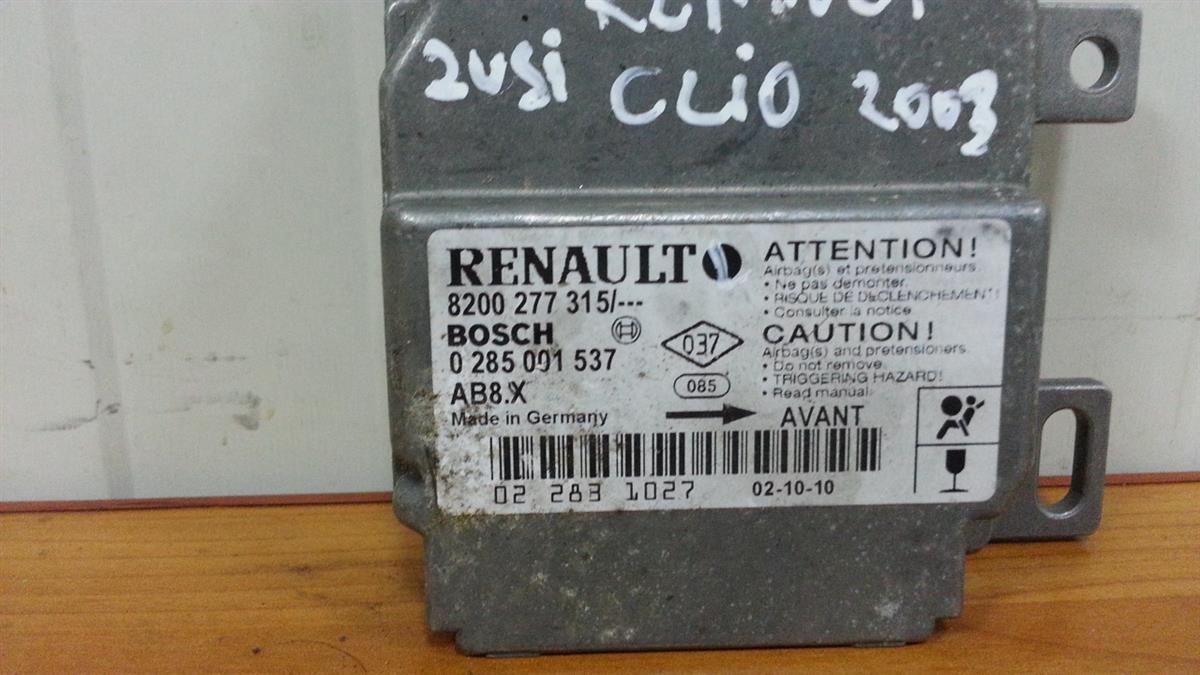 2usi CLIO 2003
RENAULT
8200 277 315/---
BOSCH
0 285 001 537
AB8.X
Made in Germany
037
085
ATTENTION!
Airbag(s) et pretensionneurs.
• Ne pas demonter.
• RISQUE DE DECLENCHEMENT!
• Consulter la notice
CAUTION!
Airbag(s) and pretensioners.
• Do not remove.
• TRIGGERING HAZARD!
• Read manual.
AVANT
02 283 1027
02-10-10